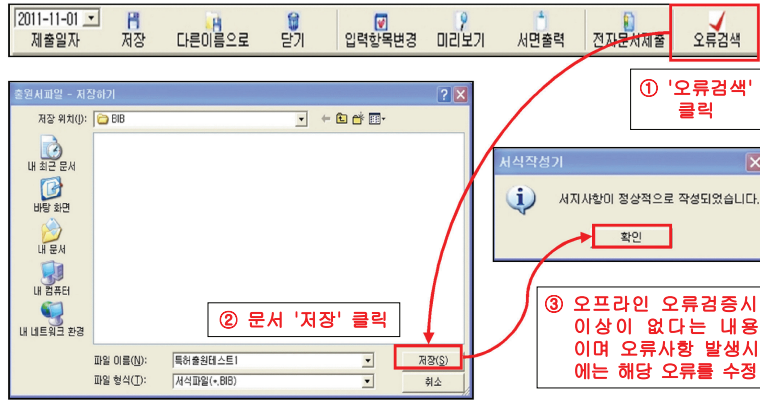 2011-11-01
제출일자 저장 다른이름으로 닫기 입력항목변경 미리보기 서면출력 전자문서제출 오류검색
① '오류검색'
클릭
출원서파일 - 저장하기
저장 위치(I): BIB
내 최근 문서
바탕 화면
내 문서
내 컴퓨터
내 네트워크 환경
② 문서 '저장' 클릭
파일 이름(N): 특허출원테스트1 저장(S)
파일 형식(T): 서식파일(*.BIB) 취소
서식작성기
서지사항이 정상적으로 작성되었습니다.
확인
③ 오프라인 오류검증시
이상이 없다는 내용
이며 오류사항 발생시
에는 해당 오류를 수정